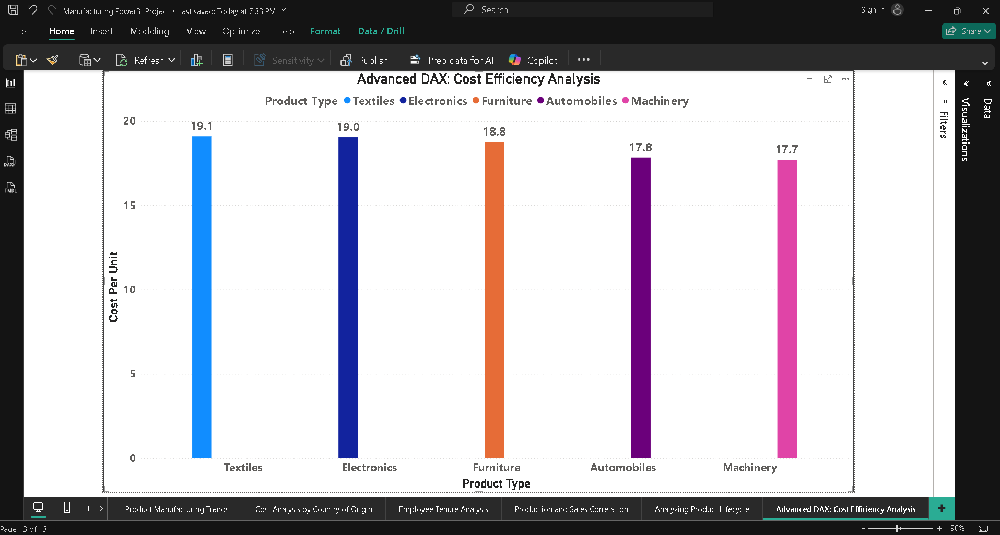 Manufacturing PowerBI Project • Last saved: Today at 7:33 PM
Search
Sign in
File Home Insert Modeling View Optimize Help Format Data / Drill
Share
Refresh
Sensitivity
Publish
Prep data for AI
Copilot
DAX
TMDL
Advanced DAX: Cost Efficiency Analysis
Product Type Textiles Electronics Furniture Automobiles Machinery
Cost Per Unit
20
15
10
5
0
19.1
19.0
18.8
17.8
17.7
Textiles Electronics Furniture Automobiles Machinery
Product Type
Filters
Visualizations
Data
Product Manufacturing Trends
Cost Analysis by Country of Origin
Employee Tenure Analysis
Production and Sales Correlation
Analyzing Product Lifecycle
Advanced DAX: Cost Efficiency Analysis
Page 13 of 13
90%